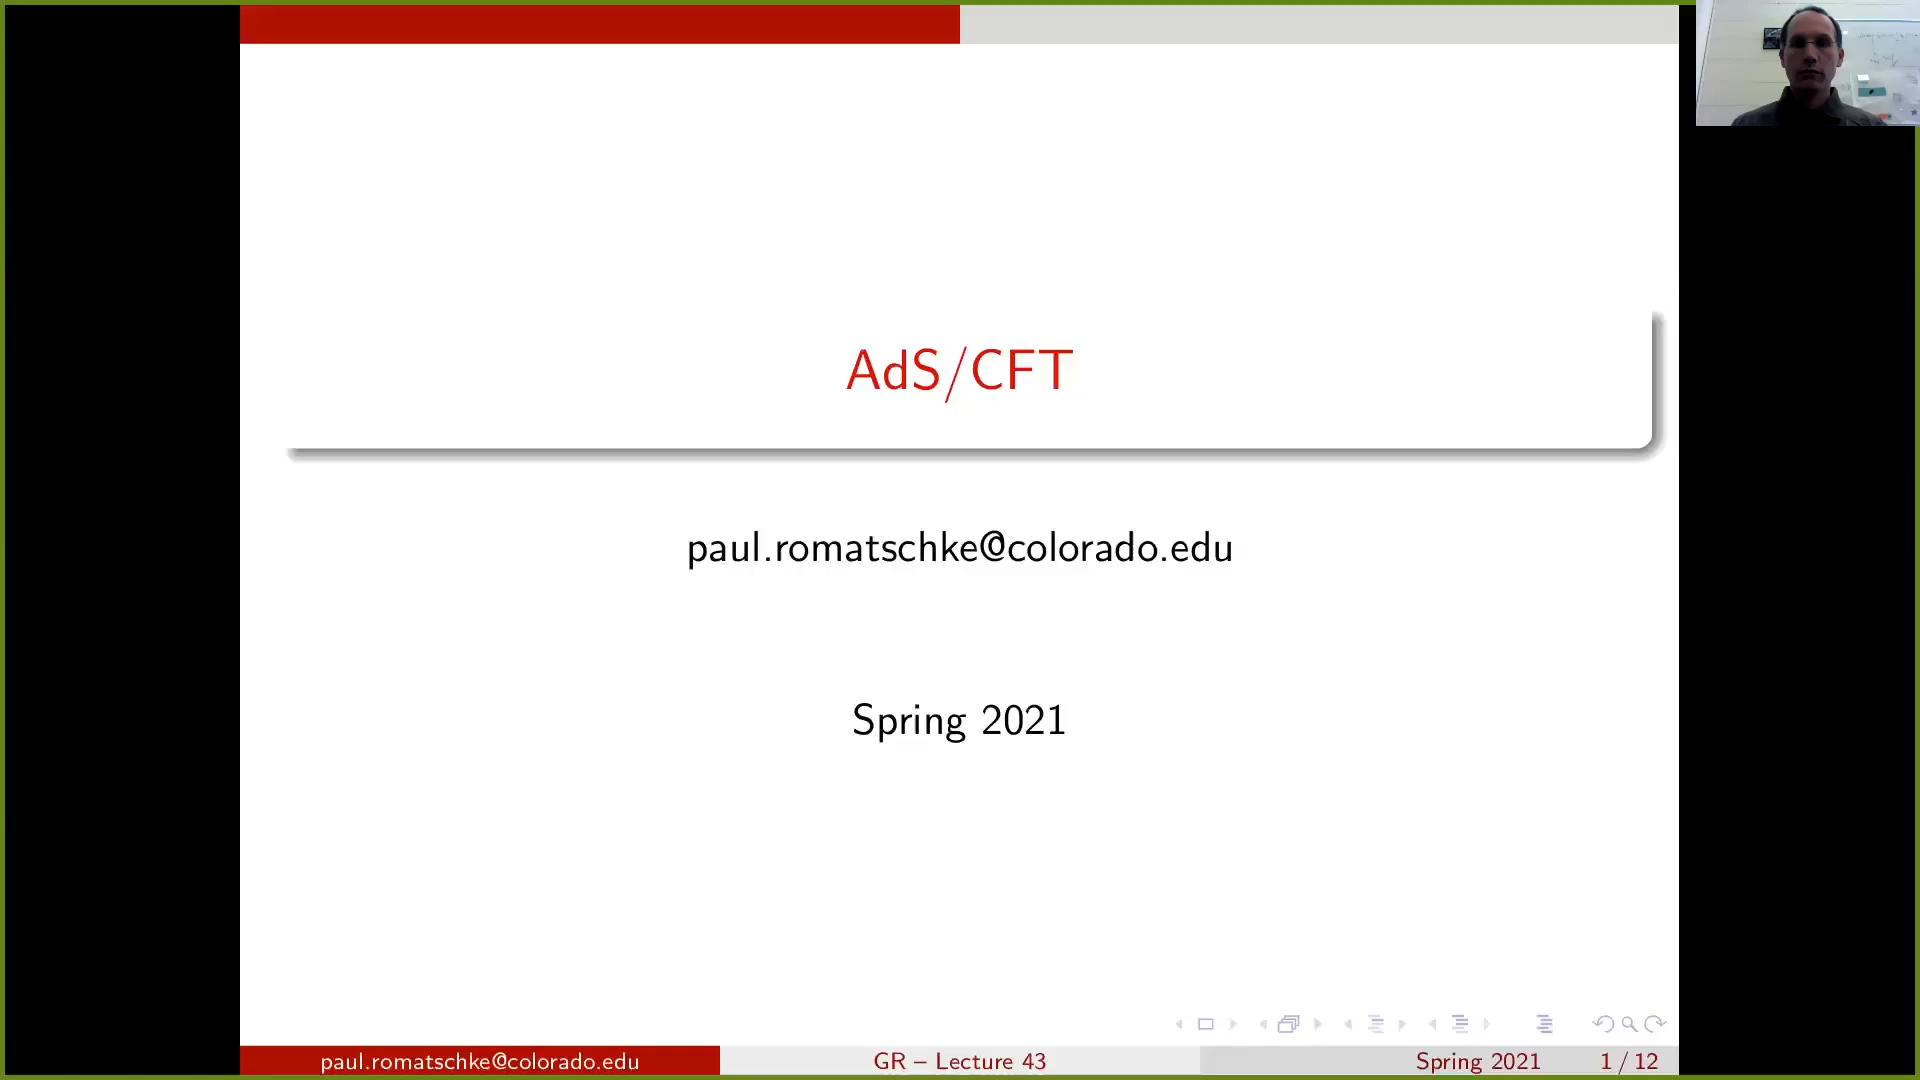 AdS/CFT
paul.romatschke@colorado.edu
Spring 2021
paul.romatschke@colorado.edu GR – Lecture 43 Spring 2021 1 / 12